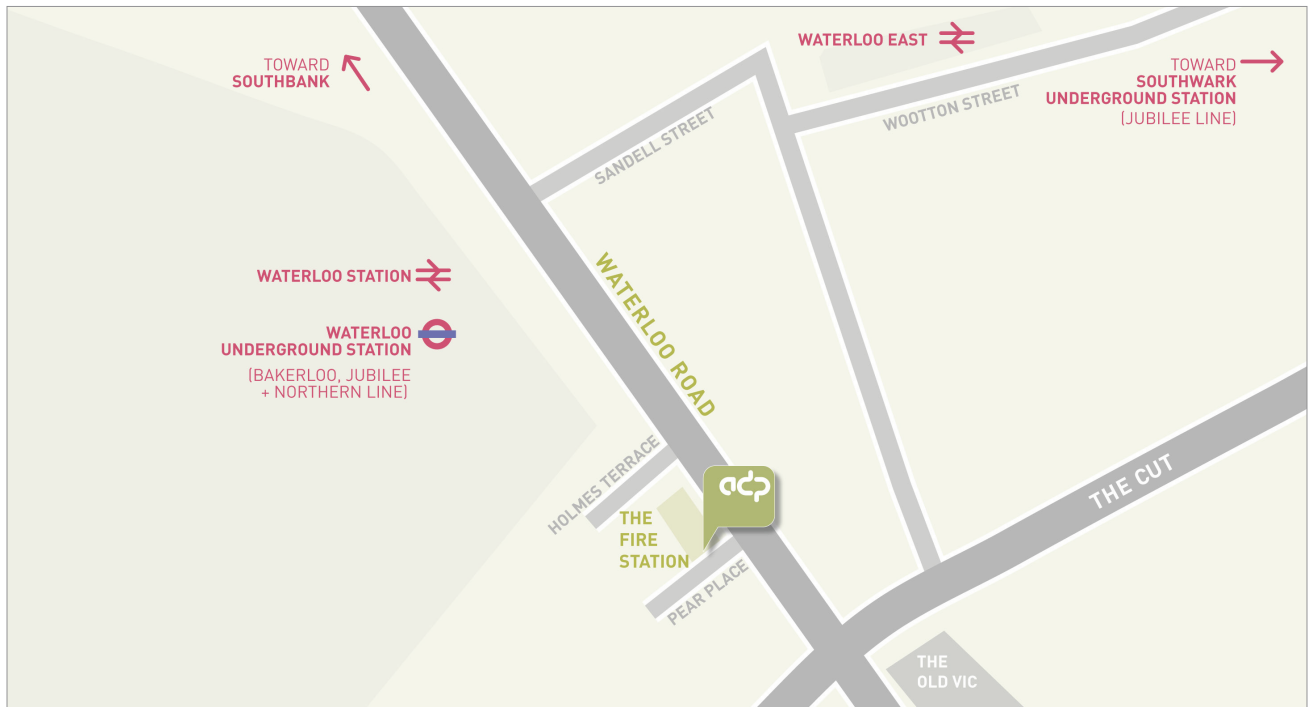 WATERLOO EAST
TOWARD
SOUTHBANK
TOWARD
SOUTHWARK
UNDERGROUND STATION
(JUBILEE LINE)
WOOTTON STREET
SANDELL STREET
WATERLOO STATION
WATERLOO
UNDERGROUND STATION
(BAKERLOO, JUBILEE
+ NORTHERN LINE)
WATERLOO ROAD
HOLMES TERRACE
adp
THE CUT
THE
FIRE
STATION
PEAR PLACE
THE
OLD VIC